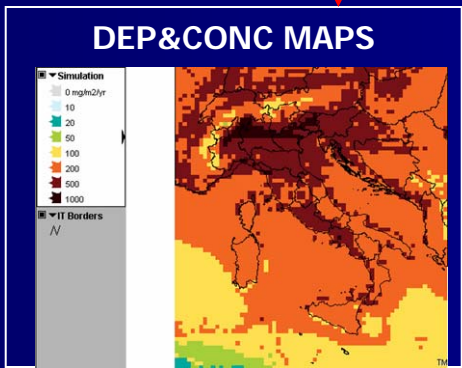 DEP&CONC MAPS
Simulation
0 mg/m2/yr
10
20
50
100
200
500
1000
IT Borders
TM